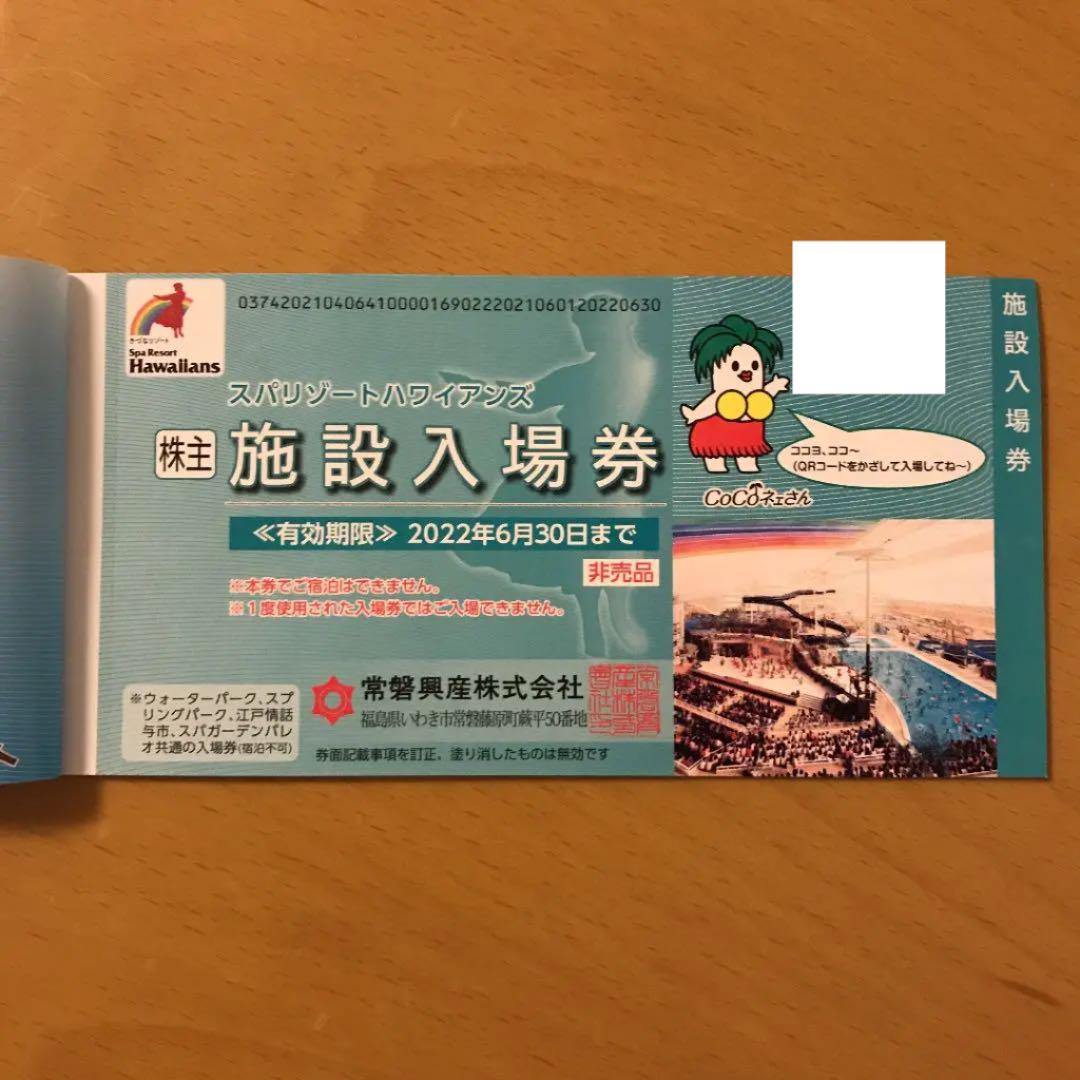 きづなリゾート
Spa Resort
Hawaiians
0374202104064100001690222021060120220630
スパリゾートハワイアンズ
株主
施設入場券
≪有効期限≫ 2022年6月30日まで
非売品
※本券でご宿泊はできません。
※1度使用された入場券ではご入場できません。
※ウォーターパーク、スプ
リングパーク、江戸情話
与市、スパガーデンパレ
オ共通の入場券(宿泊不可)
常磐興産株式会社
福島県いわき市常磐藤原町蕨平50番地
券面記載事項を訂正、塗り消したものは無効です
ココヨ、ココ〜
(QRコードをかざして入場してね〜)
CoCoネェさん
施設入場券